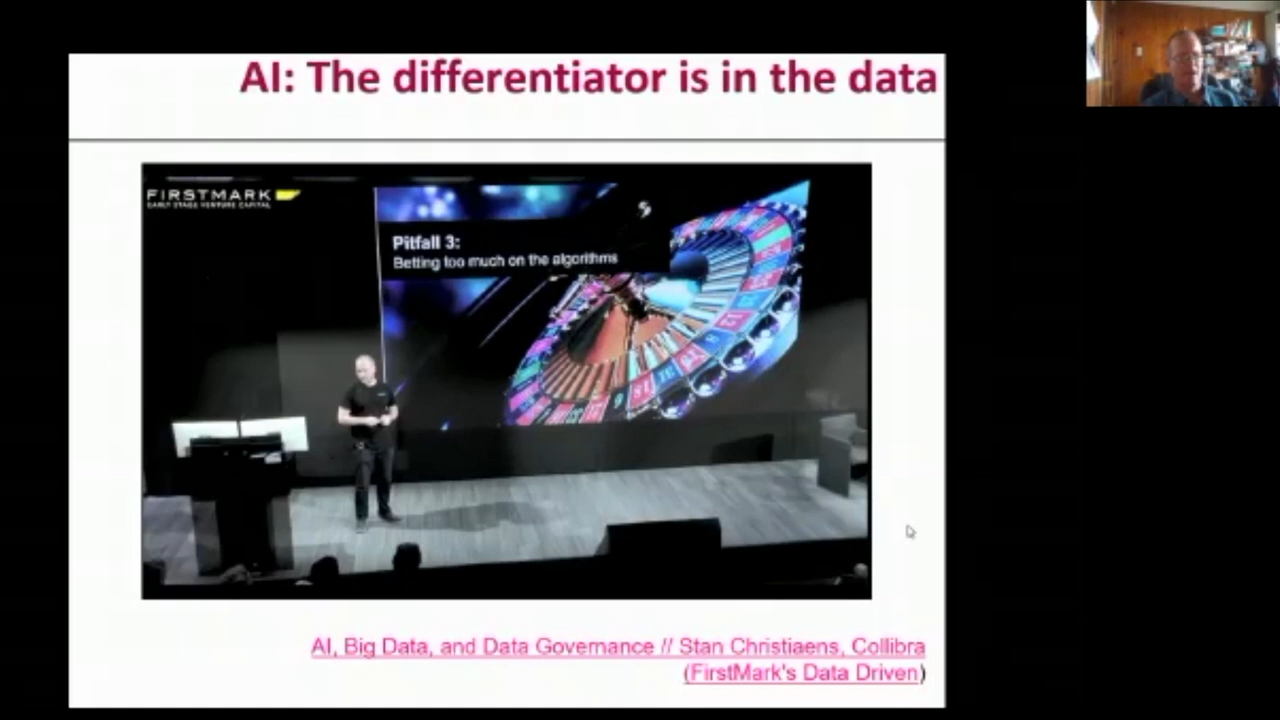 AI: The differentiator is in the data
FIRSTMARK
EARLY STAGE VENTURE CAPITAL
Pitfall 3:
Betting too much on the algorithms
AI, Big Data, and Data Governance // Stan Christiaens, Collibra
(FirstMark's Data Driven)